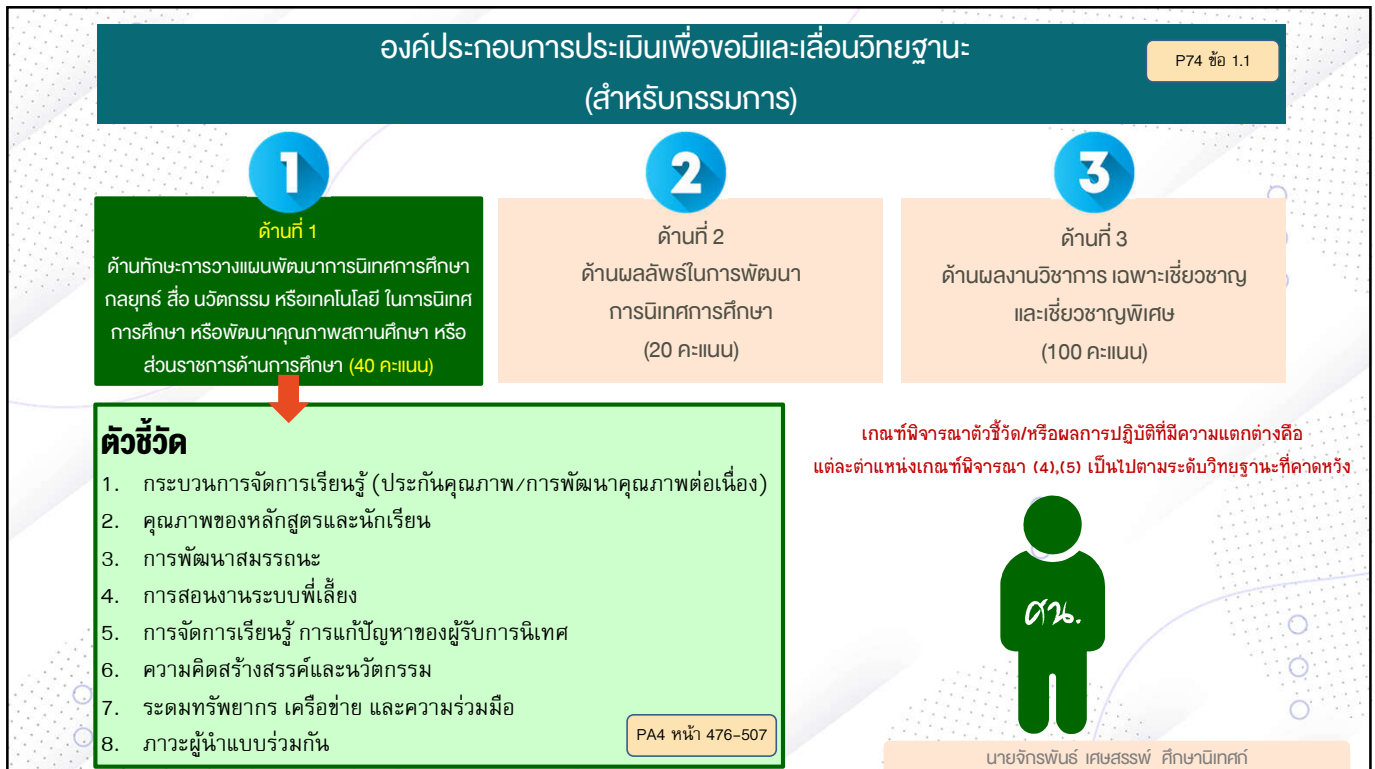 องค์ประกอบการประเมินเพื่อขอมีและเลื่อนวิทยฐานะ
(สำหรับกรรมการ)
P74 ข้อ 1.1
1
ด้านที่ 1
ด้านทักษะการวางแผนพัฒนาการนิเทศการศึกษา
กลยุทธ์ สื่อ นวัตกรรม หรือเทคโนโลยี ในการนิเทศ
การศึกษา หรือพัฒนาคุณภาพสถานศึกษา หรือ
ส่วนราชการด้านการศึกษา (40 คะแนน)
2
ด้านที่ 2
ด้านผลลัพธ์ในการพัฒนา
การนิเทศการศึกษา
(20 คะแนน)
3
ด้านที่ 3
ด้านผลงานวิชาการ เฉพาะเชี่ยวชาญ
และเชี่ยวชาญพิเศษ
(100 คะแนน)
ตัวชี้วัด
1. กระบวนการจัดการเรียนรู้ (ประกันคุณภาพ/การพัฒนาคุณภาพต่อเนื่อง)
2. คุณภาพของหลักสูตรและนักเรียน
3. การพัฒนาสมรรถนะ
4. การสอนงานระบบพี่เลี้ยง
5. การจัดการเรียนรู้ การแก้ปัญหาของผู้รับการนิเทศ
6. ความคิดสร้างสรรค์และนวัตกรรม
7. ระดมทรัพยากร เครือข่าย และความร่วมมือ
8. ภาวะผู้นำแบบร่วมกัน
PA4 หน้า 476-507
เกณฑ์พิจารณาตัวชี้วัด/หรือผลการปฏิบัติที่มีความแตกต่างคือ
แต่ละตำแหน่งเกณฑ์พิจารณา (4),(5) เป็นไปตามระดับวิทยฐานะที่คาดหวัง
ศน.
นายจักรพันธ์ เศษสรรพ์ ศึกษานิเทศก์